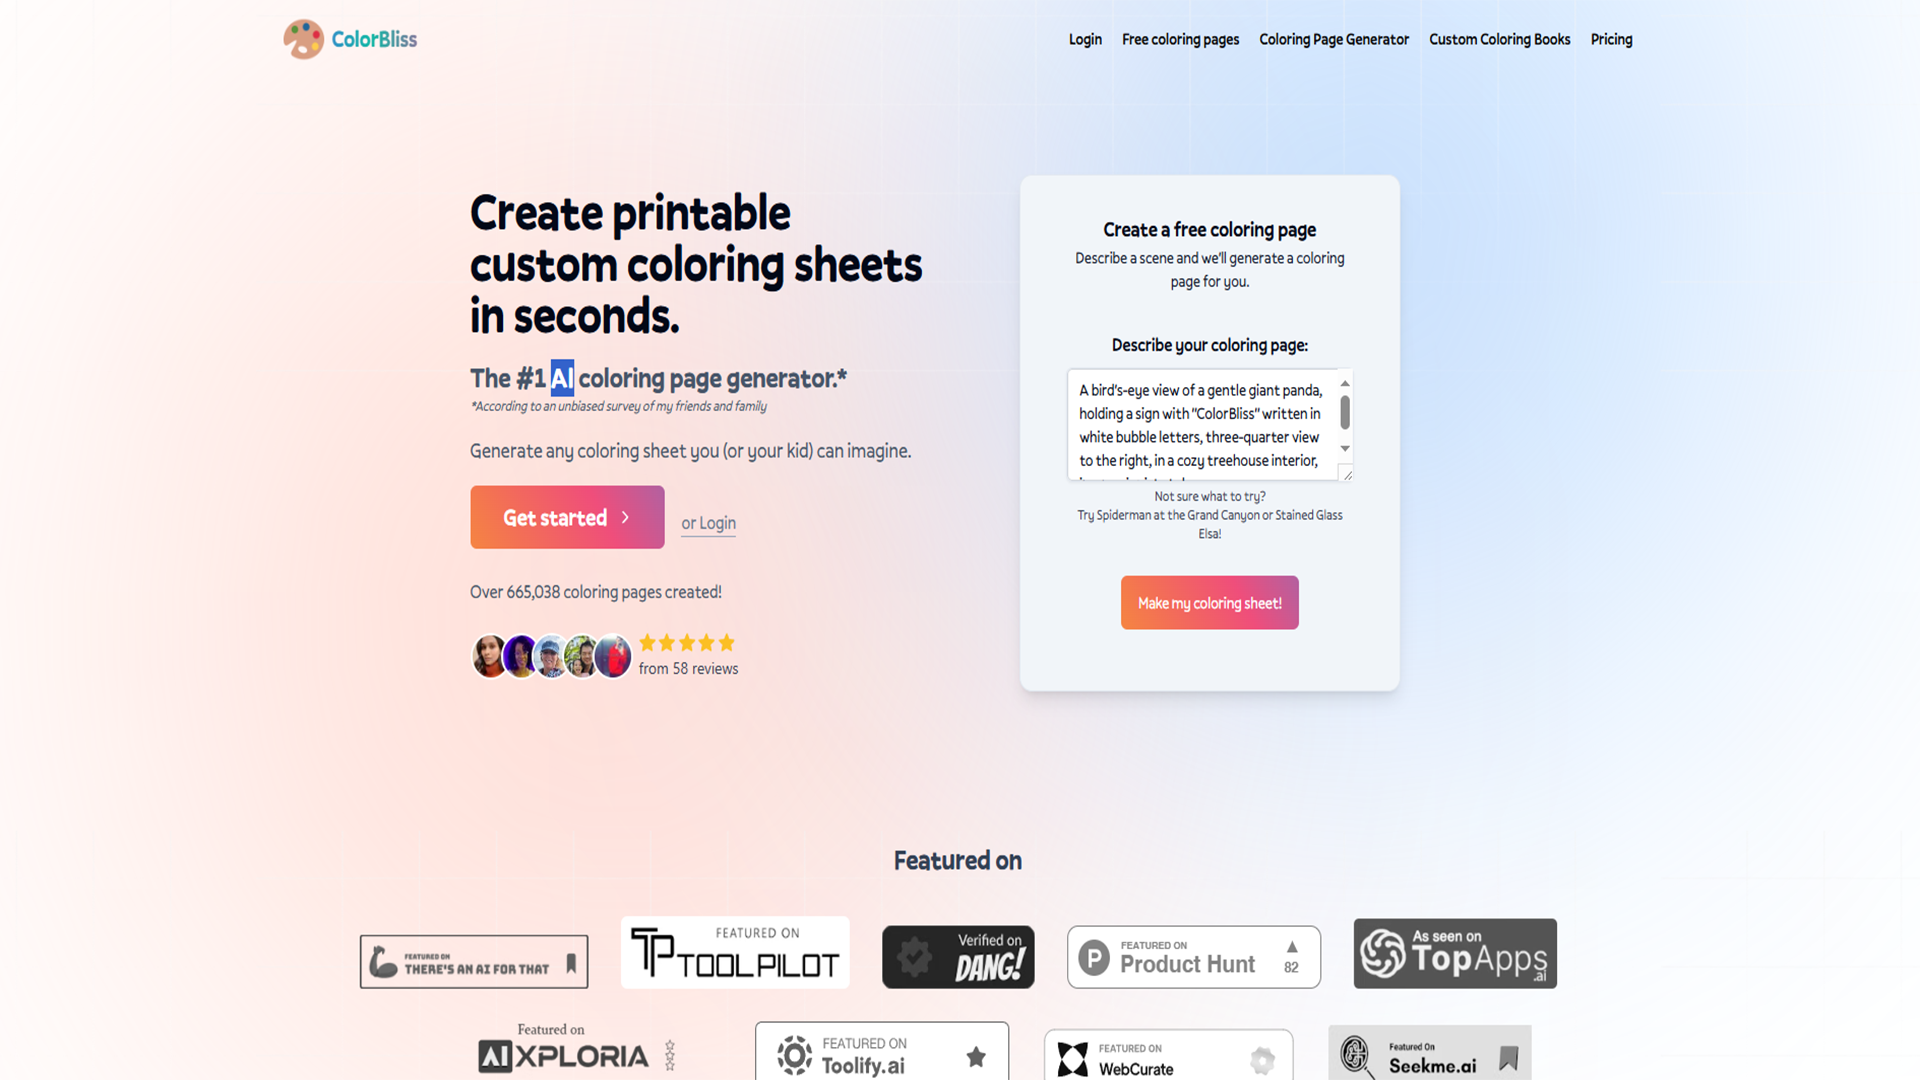 ColorBliss
Login
Free coloring pages
Coloring Page Generator
Custom Coloring Books
Pricing
Create printable
custom coloring sheets
in seconds.
The #1 AI coloring page generator.*
*According to an unbiased survey of my friends and family
Generate any coloring sheet you (or your kid) can imagine.
Get started
or Login
Over 665,038 coloring pages created!
from 58 reviews
Create a free coloring page
Describe a scene and we'll generate a coloring
page for you.
Describe your coloring page:
A bird's-eye view of a gentle giant panda,
holding a sign with "ColorBliss" written in
white bubble letters, three-quarter view
to the right, in a cozy treehouse interior,
Not sure what to try?
Try Spiderman at the Grand Canyon or Stained Glass
Elsa!
Make my coloring sheet!
Featured on
FEATURED ON
THERE'S AN AI FOR THAT
FEATURED ON
TP TOOLPILOT
Verified on
DANG!
P
FEATURED ON
Product Hunt
82
As seen on
TopApps
.ai
Featured on
AIXPLORIA
FEATURED ON
Toolify.ai
FEATURED ON
WebCurate
Featured On
Seekme.ai